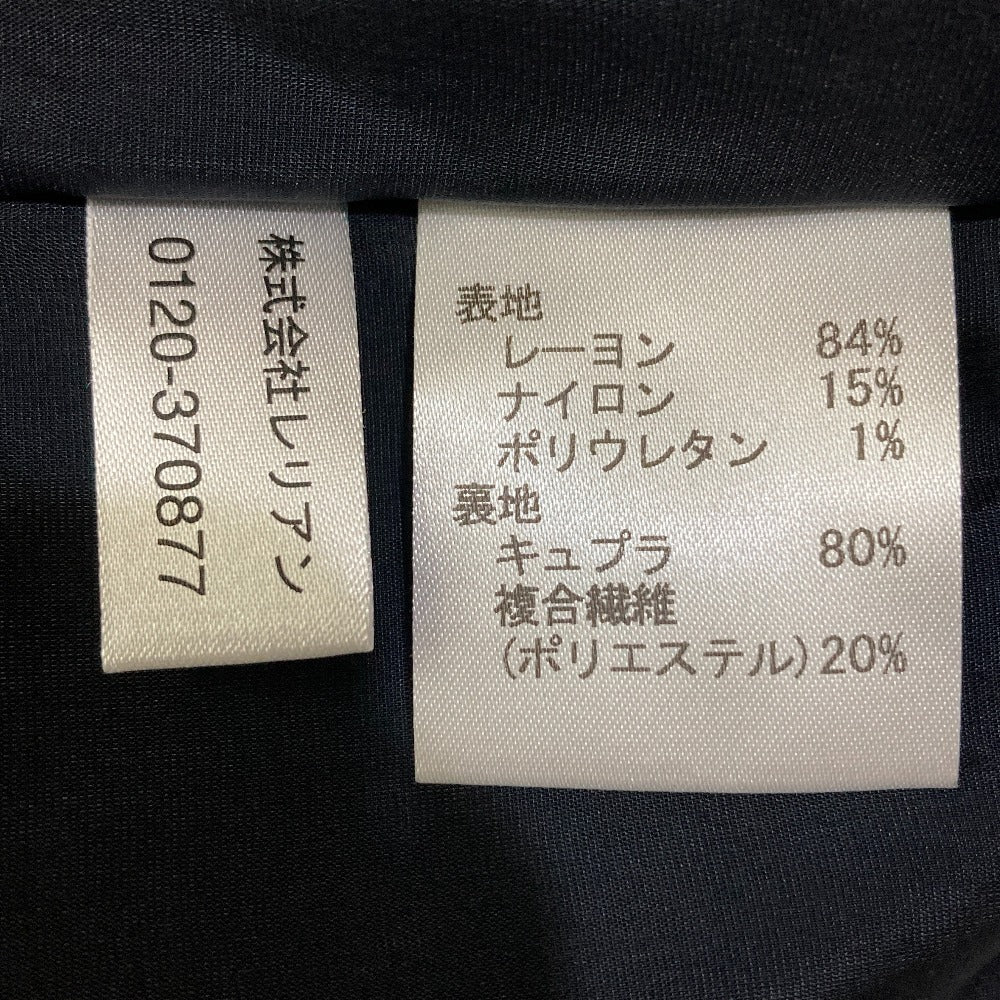 株式会社レリアン
0120-370877
表地
レーヨン 84%
ナイロン 15%
ポリウレタン 1%
裏地
キュプラ 80%
複合繊維
(ポリエステル)20%